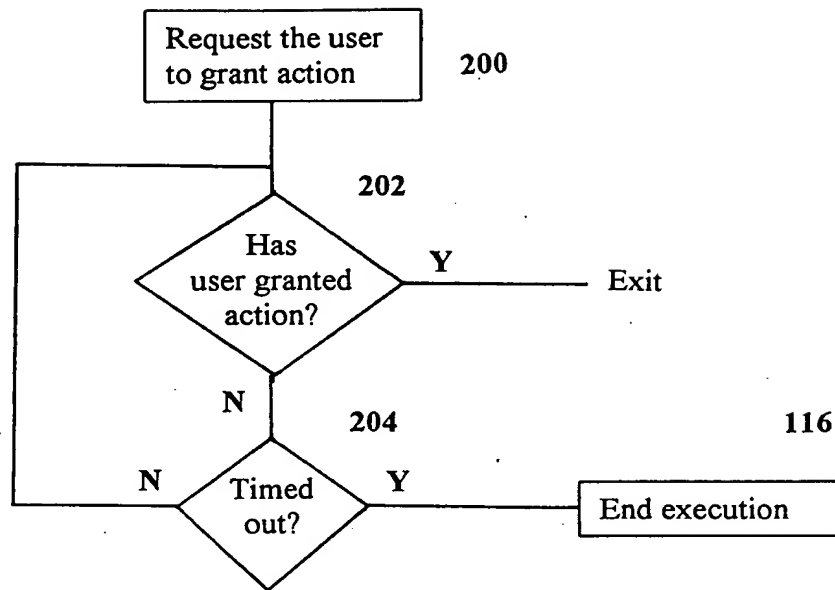 Request the user
to grant action
200
202
Has
user granted
action?
Y
Exit
N
204
116
N
Timed
out?
Y
End execution